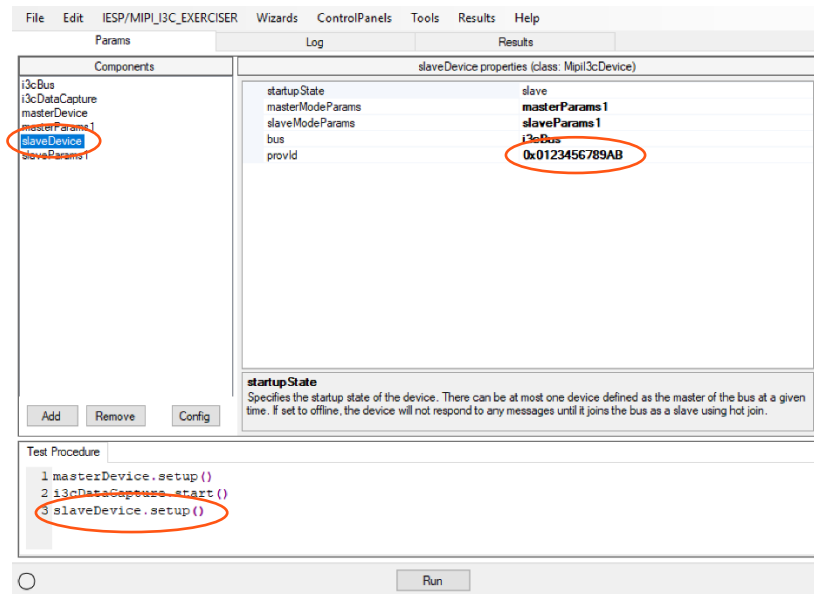 File Edit IESP/MIPI_I3C_EXERCISER Wizards ControlPanels Tools Results Help
Params Log Results
Components
i3cBus
i3cDataCapture
masterDevice
masterParams1
slaveDevice
slaveParams1
Add Remove Config
slaveDevice properties (class: MipiI3cDevice)
startupState slave
masterModeParams masterParams1
slaveModeParams slaveParams1
bus i3cBus
provId 0x0123456789AB
startupState
Specifies the startup state of the device. There can be at most one device defined as the master of the bus at a given
time. If set to offline, the device will not respond to any messages until it joins the bus as a slave using hot join.
Test Procedure
1 masterDevice.setup()
2 i3cDataCapture.start()
3 slaveDevice.setup()
Run